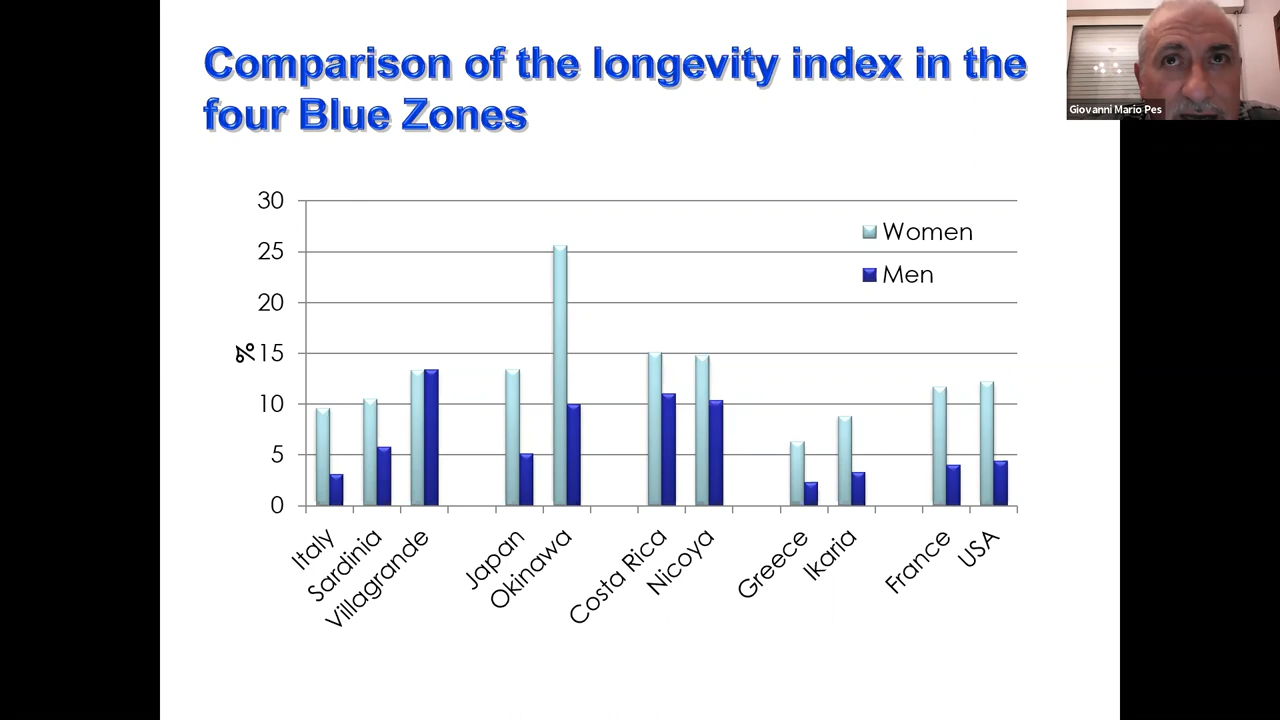 Comparison of the longevity index in the
four Blue Zones
Giovanni Mario Pes
30
25
20
15
10
5
0
%
Women
Men
Italy
Sardinia
Villagrande
Japan
Okinawa
Costa Rica
Nicoya
Greece
Ikaria
France
USA